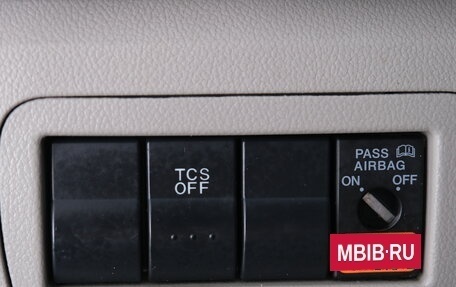 TCS
OFF
PASS
AIRBAG
ON OFF
MBIB·RU